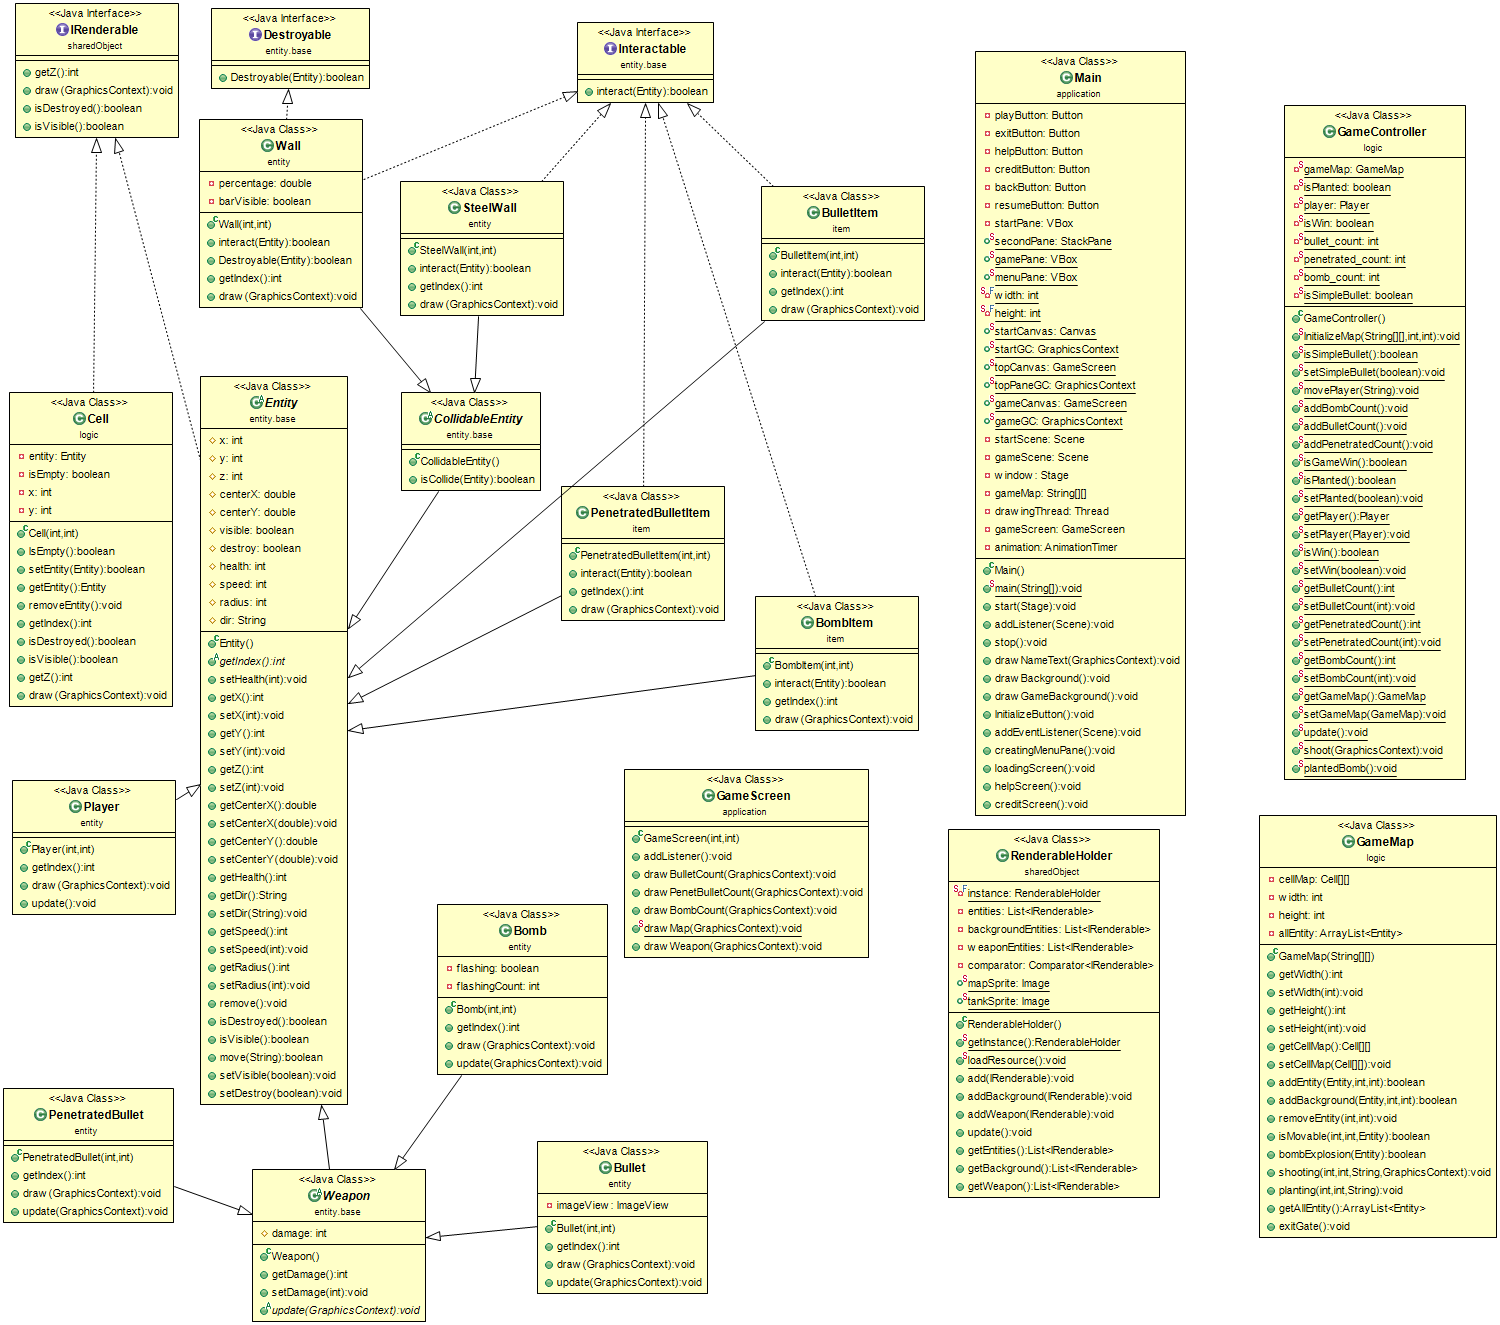 <<Java Interface>>
IRenderable
sharedObject
getZ():int
draw(GraphicsContext):void
isDestroyed():boolean
isVisible():boolean
<<Java Interface>>
Destroyable
entity.base
Destroyable(Entity):boolean
<<Java Interface>>
Interactable
entity.base
interact(Entity):boolean
<<Java Class>>
Wall
entity
percentage: double
barVisible: boolean
Wall(int,int)
interact(Entity):boolean
Destroyable(Entity):boolean
getIndex():int
draw(GraphicsContext):void
<<Java Class>>
SteelWall
entity
SteelWall(int,int)
interact(Entity):boolean
getIndex():int
draw(GraphicsContext):void
<<Java Class>>
BulletItem
item
BulletItem(int,int)
interact(Entity):boolean
getIndex():int
draw(GraphicsContext):void
<<Java Class>>
Main
application
playButton: Button
exitButton: Button
helpButton: Button
creditButton: Button
backButton: Button
resumeButton: Button
startPane: VBox
secondPane: StackPane
gamePane: VBox
menuPane: VBox
width: int
height: int
startCanvas: Canvas
startGC: GraphicsContext
topCanvas: GameScreen
topPaneGC: GraphicsContext
gameCanvas: GameScreen
gameGC: GraphicsContext
startScene: Scene
gameScene: Scene
window: Stage
gameMap: String[][]
drawingThread: Thread
gameScreen: GameScreen
animation: AnimationTimer
Main()
main(String[]):void
start(Stage):void
addListener(Scene):void
stop():void
drawNameText(GraphicsContext):void
drawBackground():void
drawGameBackground():void
InitializeButton():void
addEventListener(Scene):void
creatingMenuPane():void
loadingScreen():void
helpScreen():void
creditScreen():void
<<Java Class>>
GameController
logic
gameMap: GameMap
isPlanted: boolean
player: Player
isWin: boolean
bullet_count: int
penetrated_count: int
bomb_count: int
isSimpleBullet: boolean
GameController()
InitializeMap(String[][],int,int):void
isSimpleBullet():boolean
setSimpleBullet(boolean):void
movePlayer(String):void
addBombCount():void
addBulletCount():void
addPenetratedCount():void
isGameWin():boolean
isPlanted():boolean
setPlanted(boolean):void
getPlayer():Player
setPlayer(Player):void
isWin():boolean
setWin(boolean):void
getBulletCount():int
setBulletCount(int):void
getPenetratedCount():int
setPenetratedCount(int):void
getBombCount():int
setBombCount(int):void
getGameMap():GameMap
setGameMap(GameMap):void
update():void
shoot(GraphicsContext):void
plantedBomb():void
<<Java Class>>
Cell
logic
entity: Entity
isEmpty: boolean
x: int
y: int
Cell(int,int)
IsEmpty():boolean
setEntity(Entity):boolean
getEntity():Entity
removeEntity():void
getIndex():int
isDestroyed():boolean
isVisible():boolean
getZ():int
draw(GraphicsContext):void
<<Java Class>>
Entity
entity.base
x: int
y: int
z: int
centerX: double
centerY: double
visible: boolean
destroy: boolean
health: int
speed: int
radius: int
dir: String
Entity()
getIndex():int
setHealth(int):void
getX():int
setX(int):void
getY():int
setY(int):void
getZ():int
setZ(int):void
getCenterX():double
setCenterX(double):void
getCenterY():double
setCenterY(double):void
getHealth():int
getDir():String
setDir(String):void
getSpeed():int
setSpeed(int):void
getRadius():int
setRadius(int):void
remove():void
isDestroyed():boolean
isVisible():boolean
move(String):boolean
setVisible(boolean):void
setDestroy(boolean):void
<<Java Class>>
CollidableEntity
entity.base
CollidableEntity()
isCollide(Entity):boolean
<<Java Class>>
PenetratedBulletItem
item
PenetratedBulletItem(int,int)
interact(Entity):boolean
getIndex():int
draw(GraphicsContext):void
<<Java Class>>
BombItem
item
BombItem(int,int)
interact(Entity):boolean
getIndex():int
draw(GraphicsContext):void
<<Java Class>>
Player
entity
Player(int,int)
getIndex():int
draw(GraphicsContext):void
update():void
<<Java Class>>
GameScreen
application
GameScreen(int,int)
addListener():void
drawBulletCount(GraphicsContext):void
drawPenetBulletCount(GraphicsContext):void
drawBombCount(GraphicsContext):void
drawMap(GraphicsContext):void
drawWeapon(GraphicsContext):void
<<Java Class>>
RenderableHolder
sharedObject
instance: RenderableHolder
entities: List<IRenderable>
backgroundEntities: List<IRenderable>
weaponEntities: List<IRenderable>
comparator: Comparator<IRenderable>
mapSprite: Image
tankSprite: Image
RenderableHolder()
getInstance():RenderableHolder
loadResource():void
add(IRenderable):void
addBackground(IRenderable):void
addWeapon(IRenderable):void
update():void
getEntities():List<IRenderable>
getBackground():List<IRenderable>
getWeapon():List<IRenderable>
<<Java Class>>
GameMap
logic
cellMap: Cell[][]
width: int
height: int
allEntity: ArrayList<Entity>
GameMap(String[][])
getWidth():int
setWidth(int):void
getHeight():int
setHeight(int):void
getCellMap():Cell[][]
setCellMap(Cell[][]):void
addEntity(Entity,int,int):boolean
addBackground(Entity,int,int):boolean
removeEntity(int,int):void
isMovable(int,int,Entity):boolean
bombExplosion(Entity):boolean
shooting(int,int,String,GraphicsContext):void
planting(int,int,String):void
getAllEntity():ArrayList<Entity>
exitGate():void
<<Java Class>>
Bomb
entity
flashing: boolean
flashingCount: int
Bomb(int,int)
getIndex():int
draw(GraphicsContext):void
update(GraphicsContext):void
<<Java Class>>
PenetratedBullet
entity
PenetratedBullet(int,int)
getIndex():int
draw(GraphicsContext):void
update(GraphicsContext):void
<<Java Class>>
Weapon
entity.base
damage: int
Weapon()
getDamage():int
setDamage(int):void
update(GraphicsContext):void
<<Java Class>>
Bullet
entity
imageView: ImageView
Bullet(int,int)
getIndex():int
draw(GraphicsContext):void
update(GraphicsContext):void